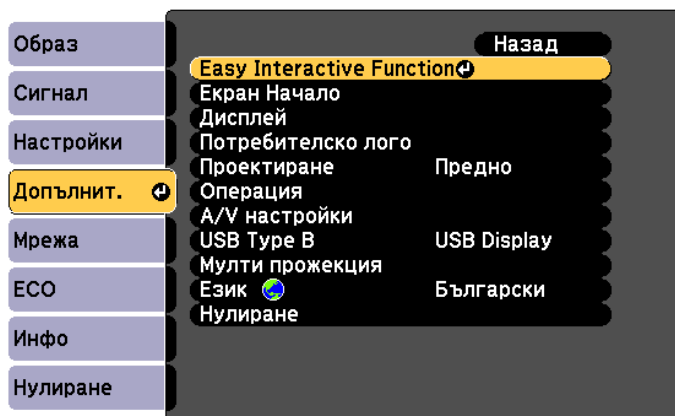 Образ
Сигнал
Настройки
Допълнит.
Мрежа
ECO
Инфо
Нулиране
Назад
Easy Interactive Function
Екран Начало
Дисплей
Потребителско лого
Проектиране Предно
Операция
A/V настройки
USB Type B USB Display
Мулти прожекция
Език Български
Нулиране